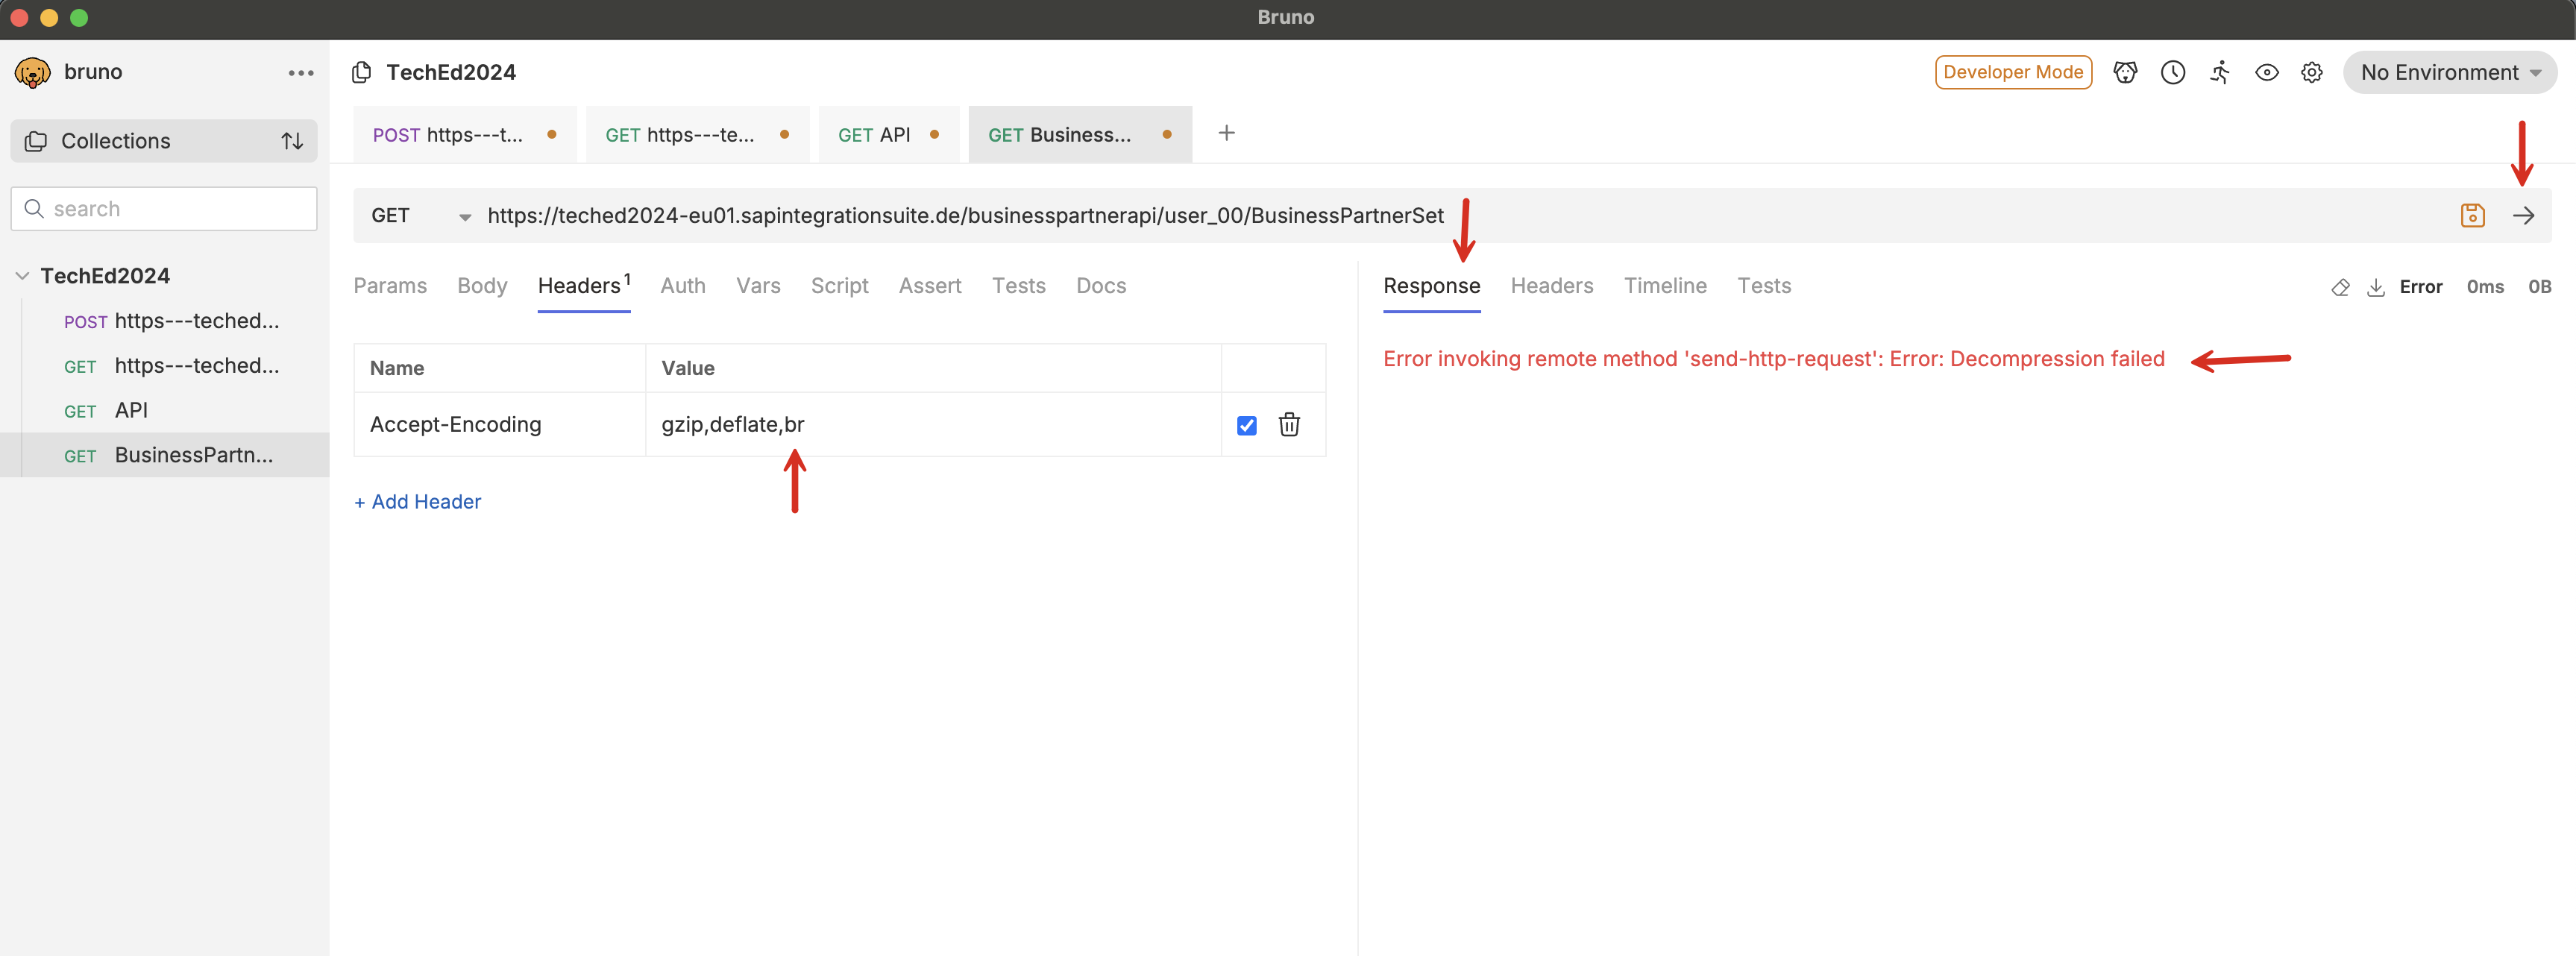 Bruno
bruno
TechEd2024
Developer Mode
No Environment
Collections
POST https---t...
GET https---te...
GET API
GET Business...
search
GET https://teched2024-eu01.sapintegrationsuite.de/businesspartnerapi/user_00/BusinessPartnerSet
TechEd2024
POST https---teched...
GET https---teched...
GET API
GET BusinessPartn...
Params Body Headers 1 Auth Vars Script Assert Tests Docs
Name Value
Accept-Encoding gzip,deflate,br
+ Add Header
Response Headers Timeline Tests Error 0ms 0B
Error invoking remote method 'send-http-request': Error: Decompression failed